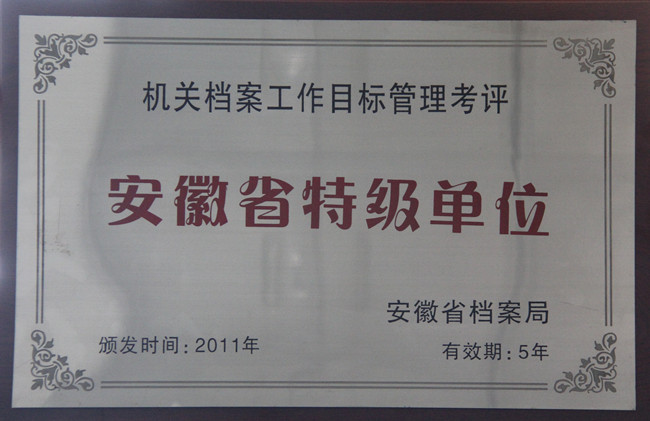 机关档案工作目标管理考评
安徽省特级单位
安徽省档案局
颁发时间：2011年
有效期：5年